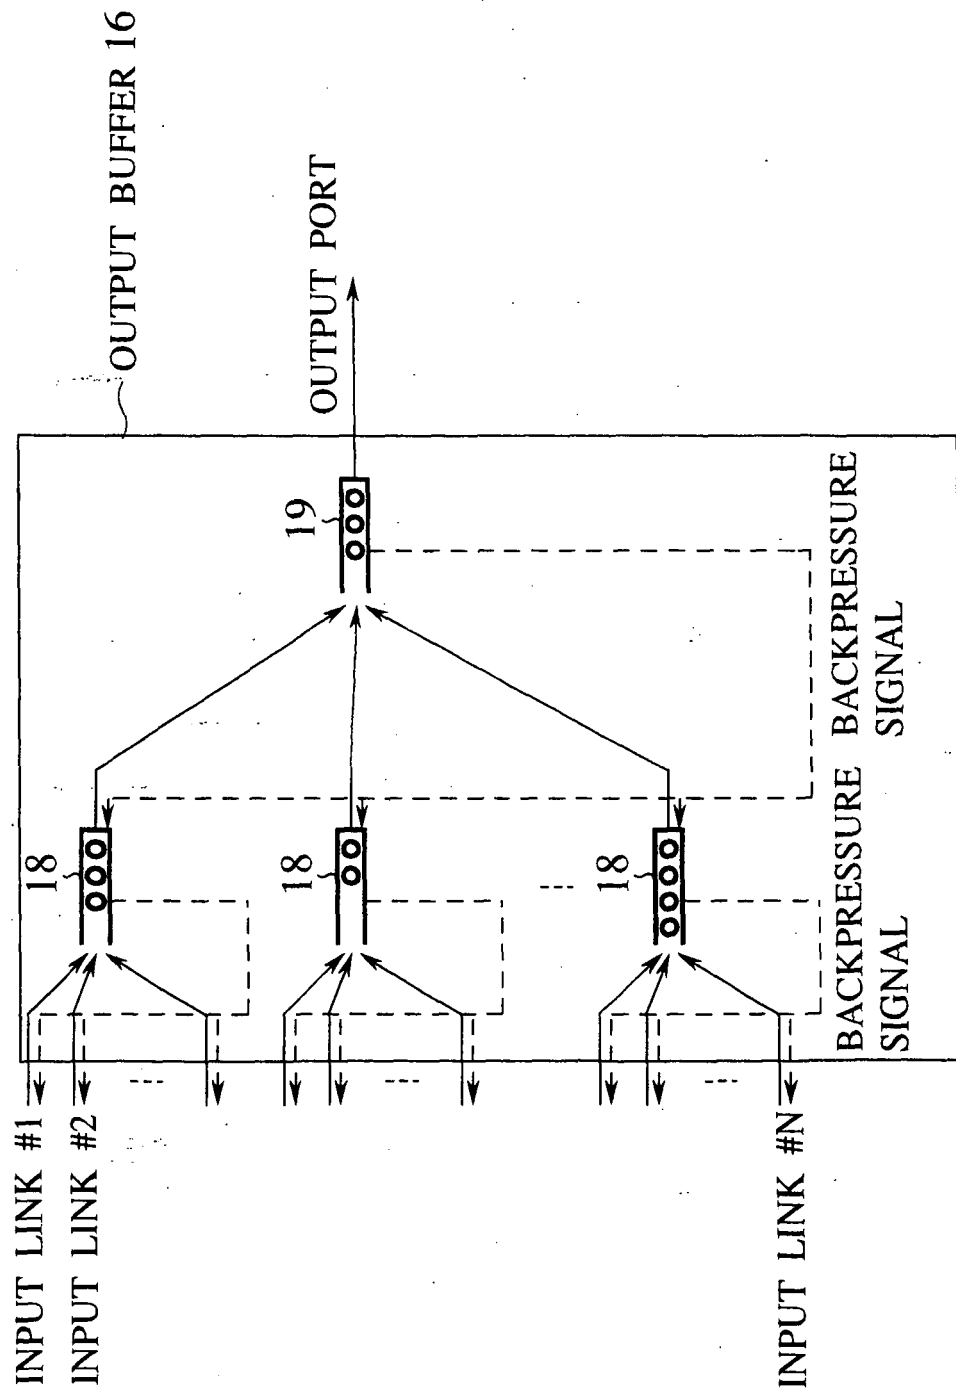 OUTPUT BUFFER 16
OUTPUT PORT
19
18
18
18
INPUT LINK #1
INPUT LINK #2
INPUT LINK #N
BACKPRESSURE
SIGNAL
BACKPRESSURE
SIGNAL